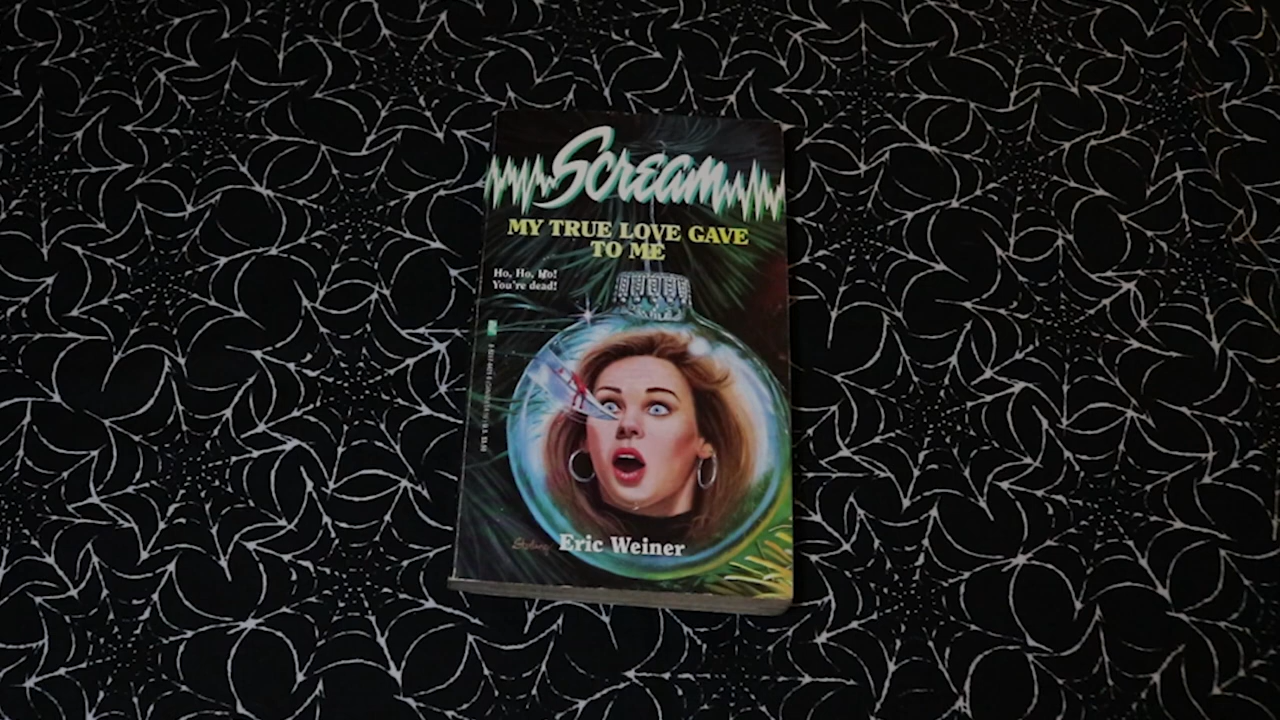 Scream
MY TRUE LOVE GAVE
TO ME
Ho, Ho, Ho!
You're dead!
Eric Weiner